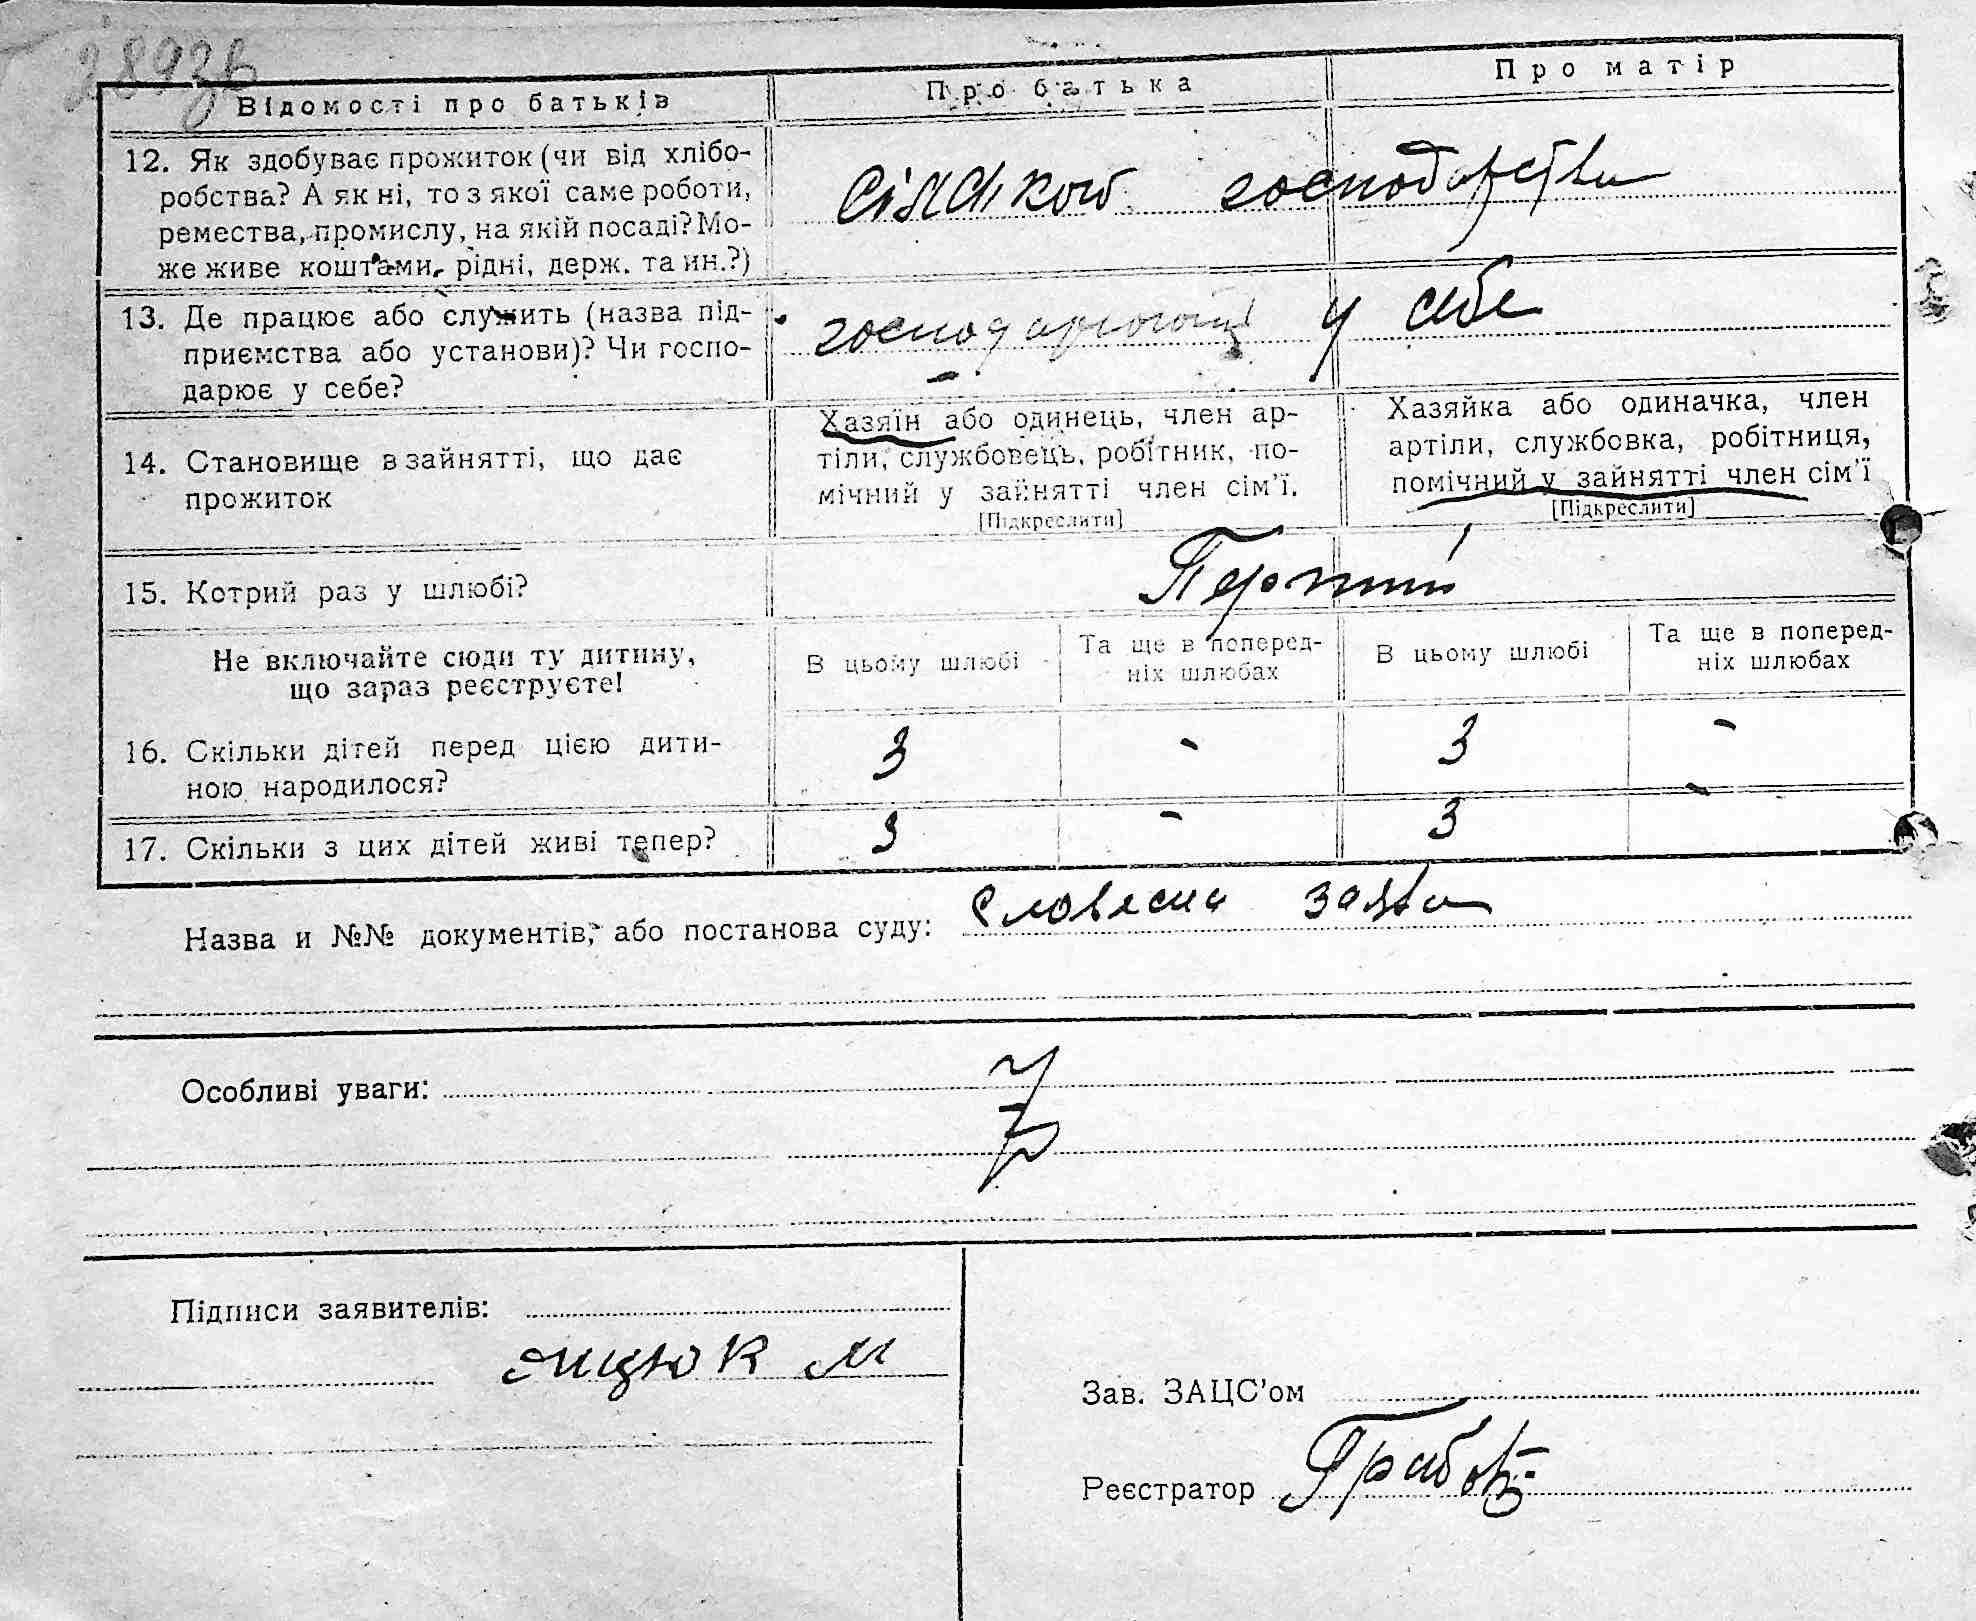 Відомості про батьків
Про батька
Про матір
12. Як здобуває прожиток (чи від хлібо-
робства? А як ні, то з якої саме роботи,
ремества, промислу, на якій посаді? Мо-
же живе коштами, рідні, держ. та ин.?)
господарства
13. Де працює або служить (назва під-
приємства або установи)? Чи госпо-
дарює у себе?
у себе
14. Становище в зайнятті, що дає
прожиток
Хазяїн або одинець, член ар-
тіли, службовець, робітник, по-
мічний у зайнятті член сім'ї.
[Підкреслити]
Хазяйка або одиначка, член
артіли, службовка, робітниця,
помічний у зайнятті член сім'ї
[Підкреслити]
15. Котрий раз у шлюбі?
Перший
Не включайте сюди ту дитину,
що зараз реєструєте!
В цьому шлюбі
Та ще в поперед-
ніх шлюбах
В цьому шлюбі
Та ще в поперед-
ніх шлюбах
16. Скільки дітей перед цією дити-
ною народилося?
3 - 3 -
17. Скільки з цих дітей живі тепер?
3 - 3 -
Назва и №№ документів, або постанова суду: Словесна заява
Особливі уваги:
Підписи заявителів:
Яцюк М
Зав. ЗАЦС'ом
Реєстратор